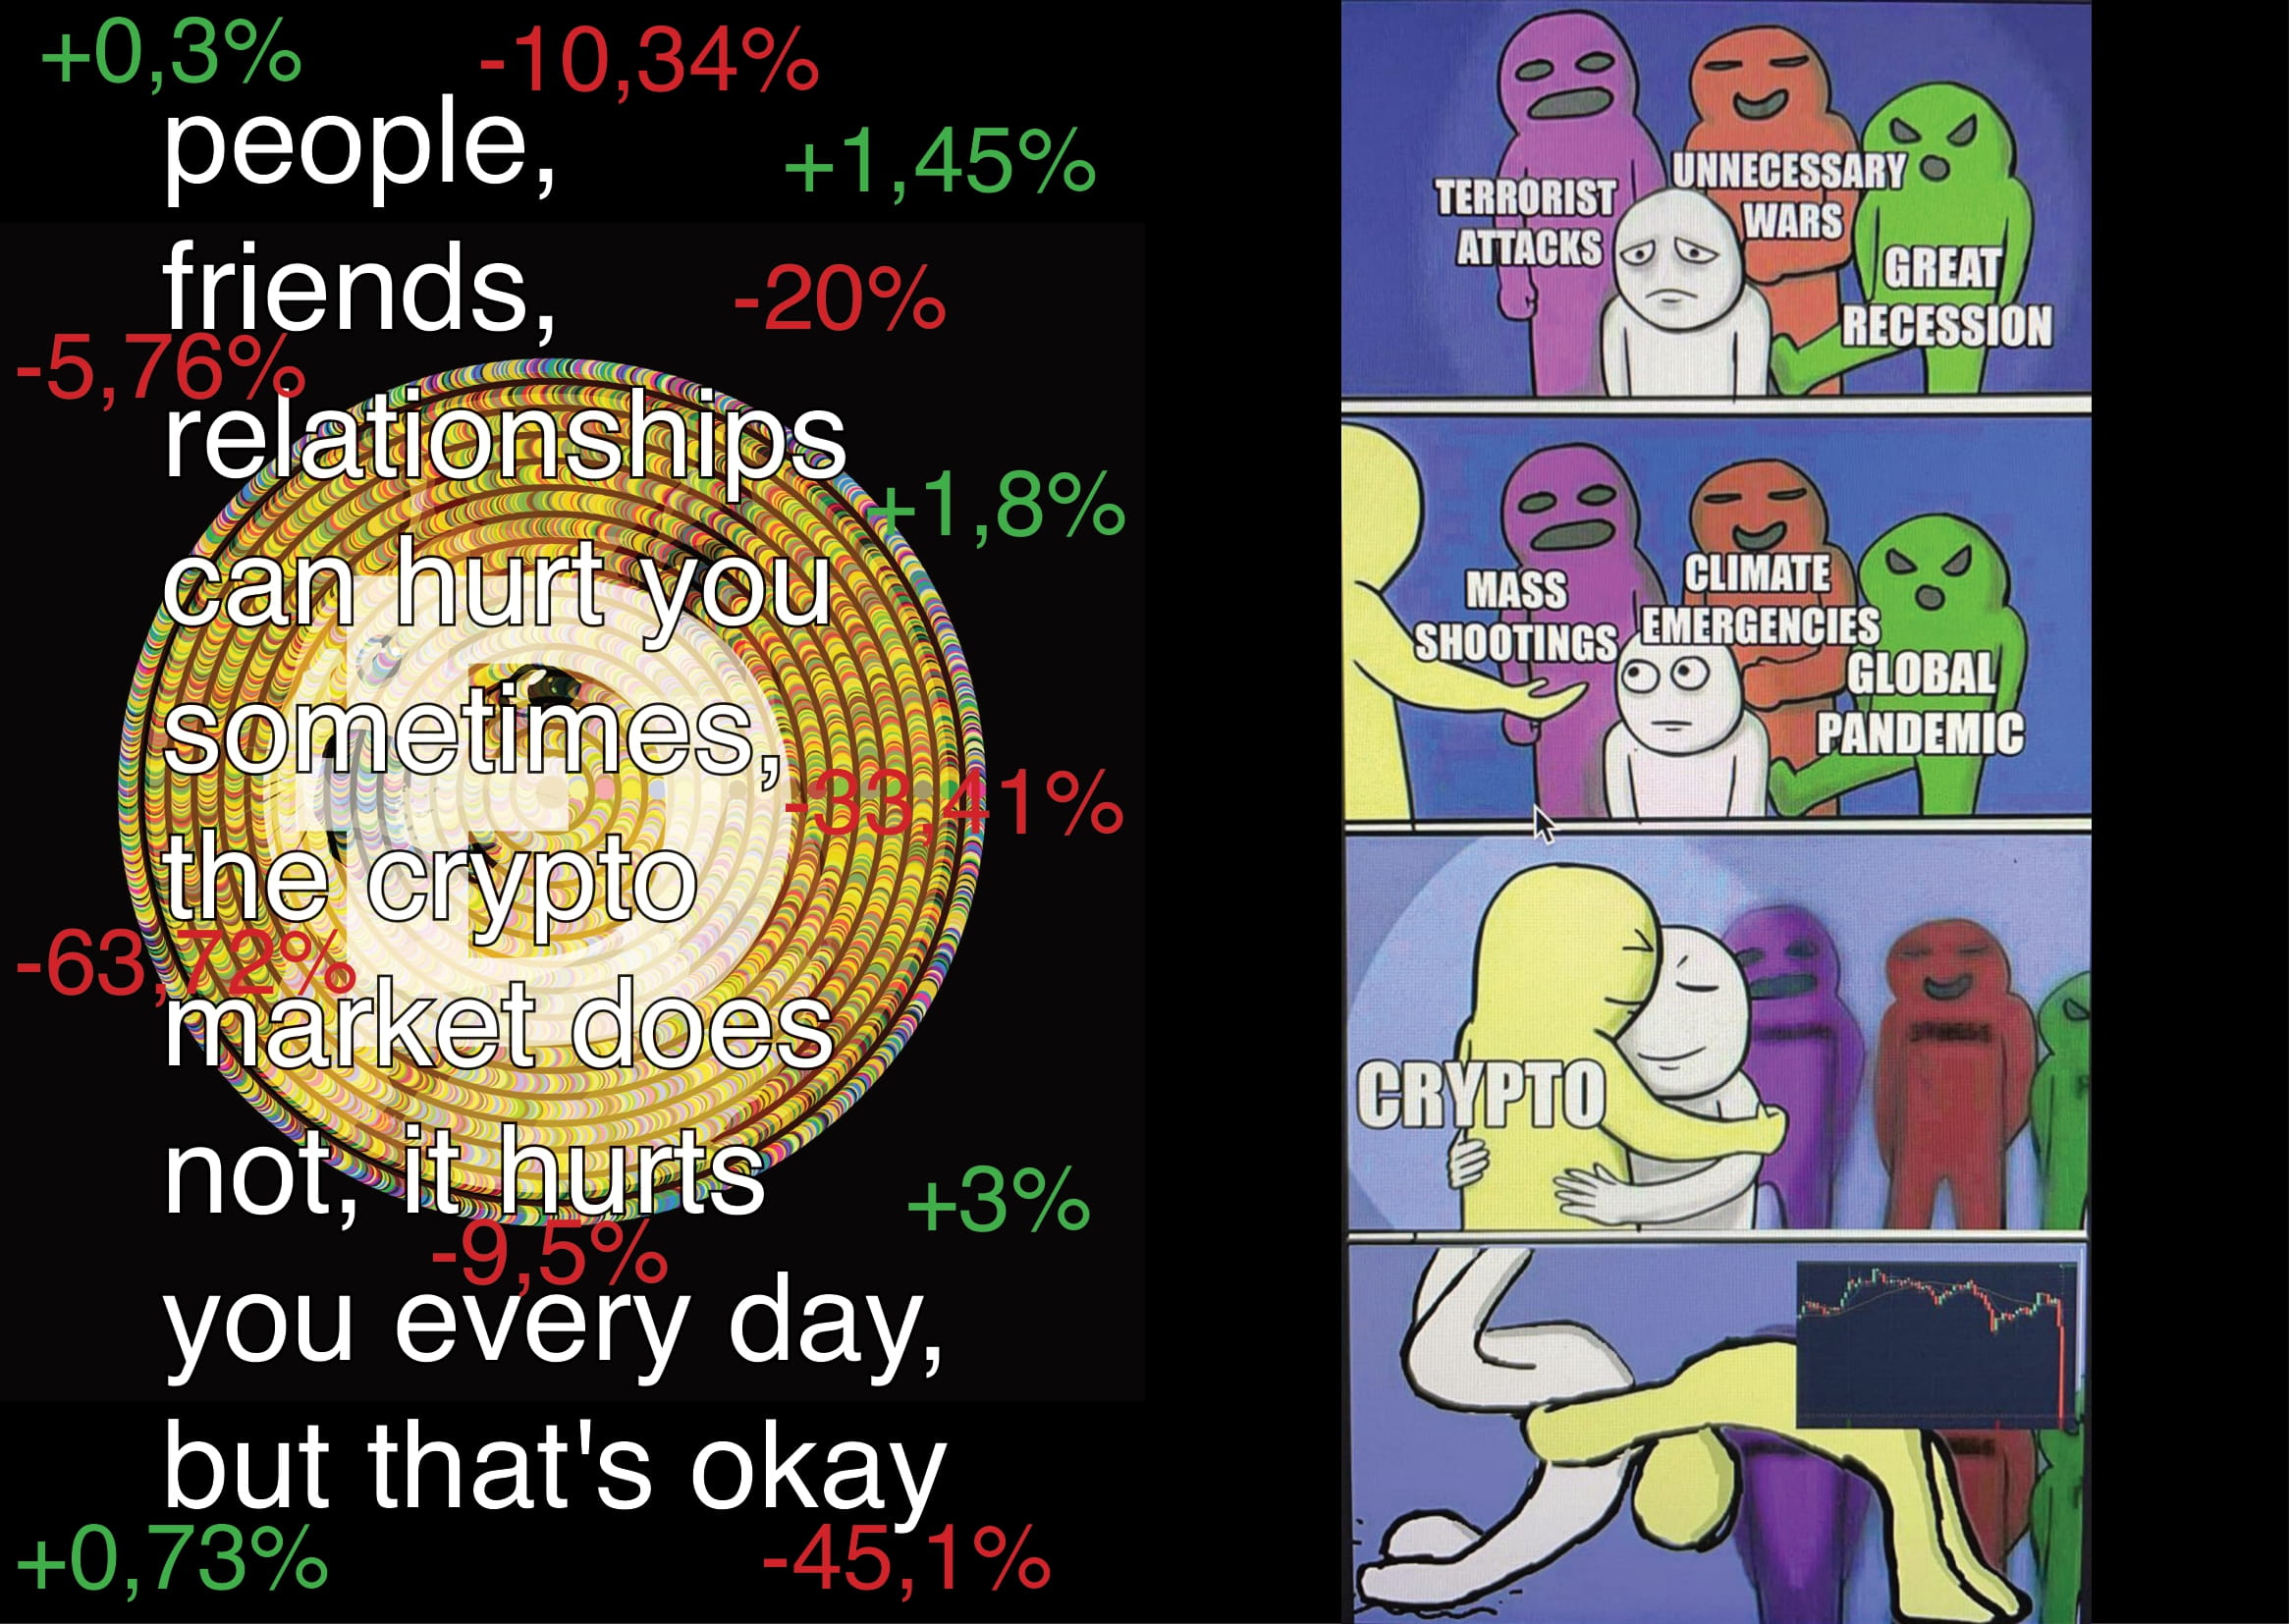 +0,3%
-10,34%
people,
+1,45%
friends,
-20%
-5,76%
relationships
+1,8%
can hurt you
sometimes,
-33,41%
the crypto
-63,72%
market does
not, it hurts
+3%
-9,5%
you every day,
but that's okay
+0,73%
-45,1%
TERRORIST
ATTACKS
UNNECESSARY
WARS
GREAT
RECESSION
MASS
SHOOTINGS
CLIMATE
EMERGENCIES
GLOBAL
PANDEMIC
CRYPTO